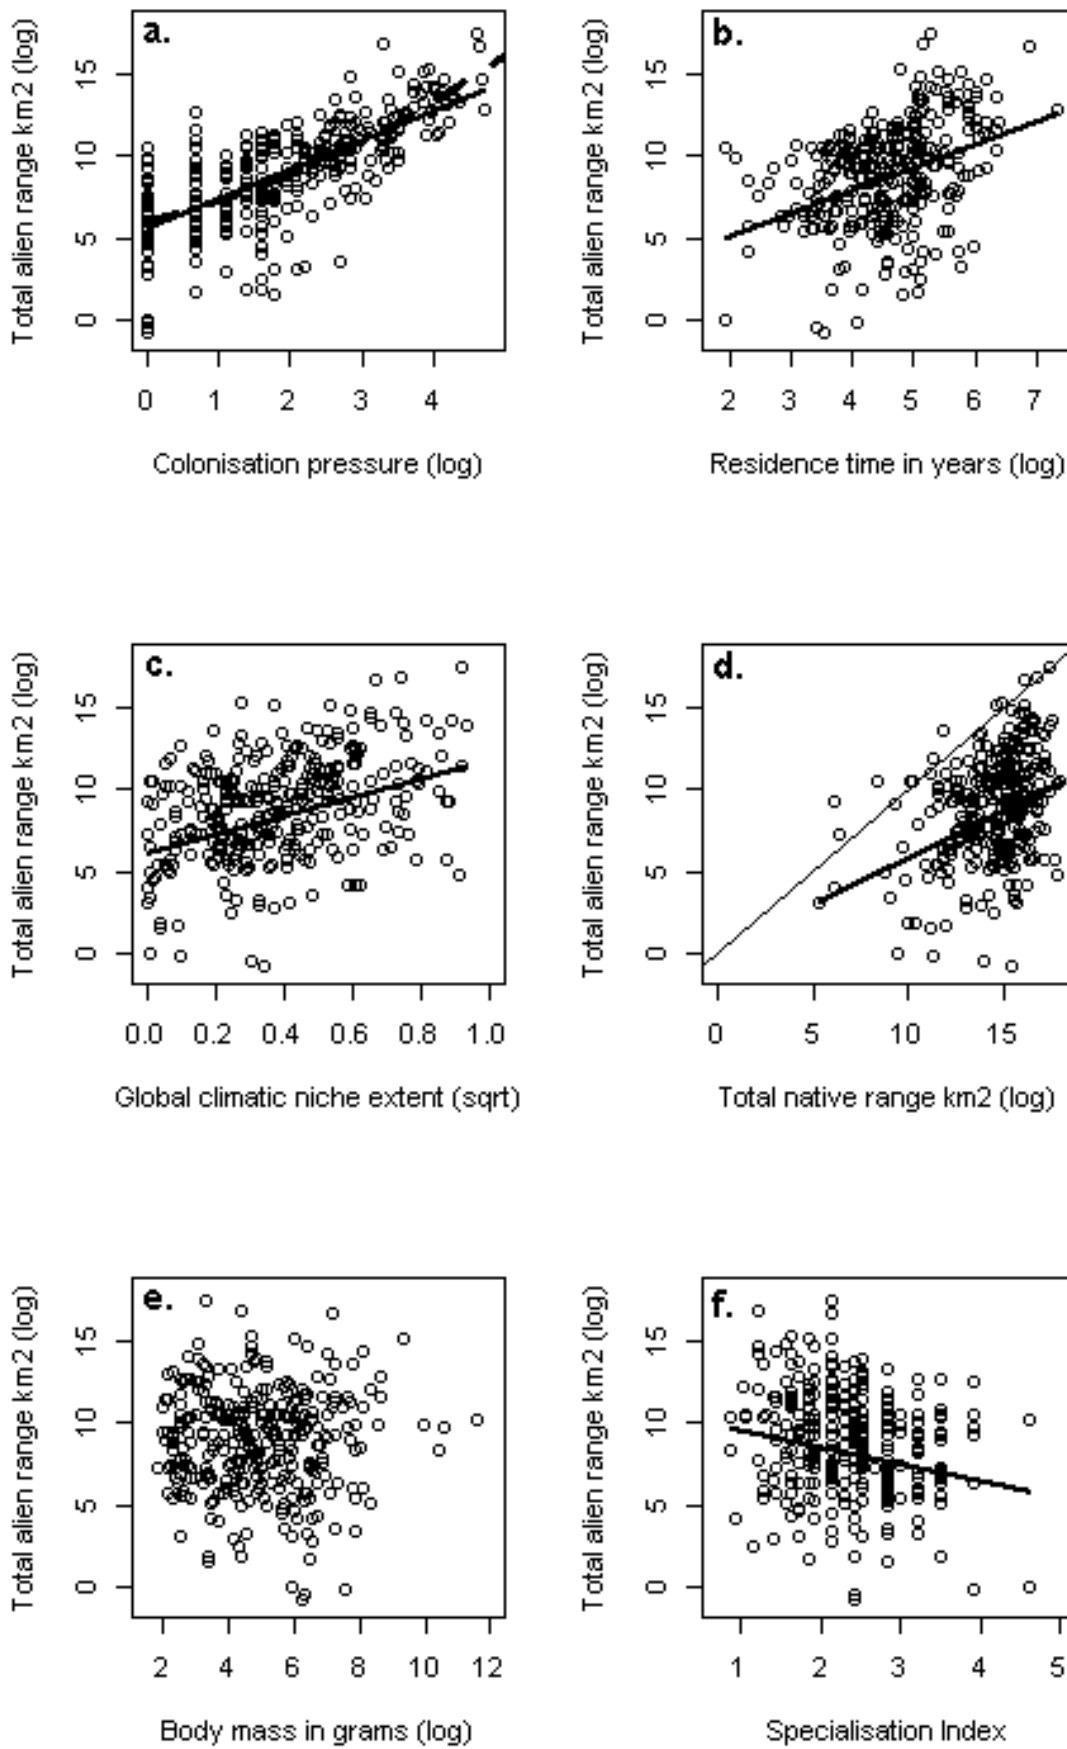 a.
Total alien range km2 (log)
0 5 10 15
0 1 2 3 4
Colonisation pressure (log)
b.
Total alien range km2 (log)
0 5 10 15
2 3 4 5 6 7
Residence time in years (log)
c.
Total alien range km2 (log)
0 5 10 15
0.0 0.2 0.4 0.6 0.8 1.0
Global climatic niche extent (sqrt)
d.
Total alien range km2 (log)
0 5 10 15
0 5 10 15
Total native range km2 (log)
e.
Total alien range km2 (log)
0 5 10 15
2 4 6 8 10 12
Body mass in grams (log)
f.
Total alien range km2 (log)
0 5 10 15
1 2 3 4 5
Specialisation Index